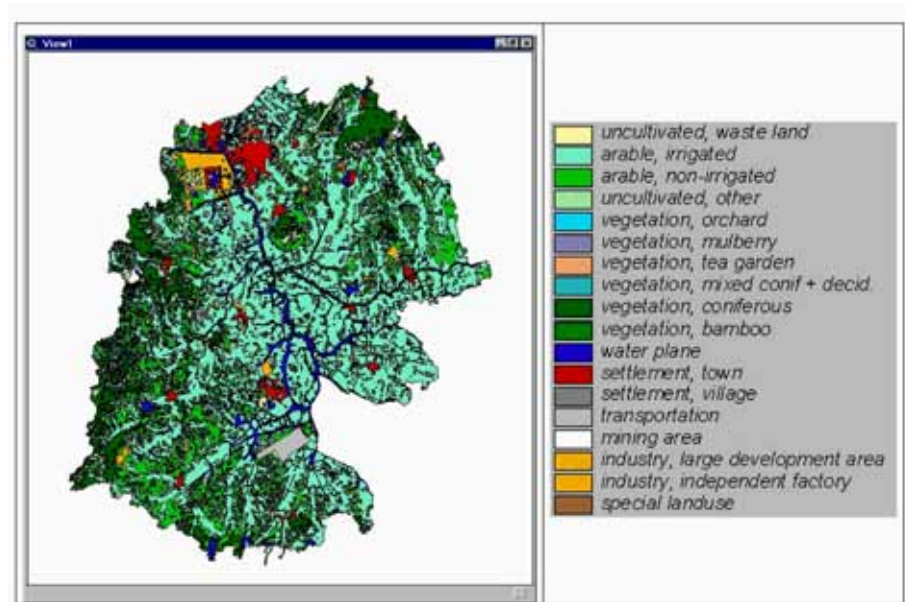 View1
uncultivated, waste land
arable, irrigated
arable, non-irrigated
uncultivated, other
vegetation, orchard
vegetation, mulberry
vegetation, tea garden
vegetation, mixed conif + decid.
vegetation, coniferous
vegetation, bamboo
water plane
settlement, town
settlement, village
transportation
mining area
industry, large development area
industry, independent factory
special landuse